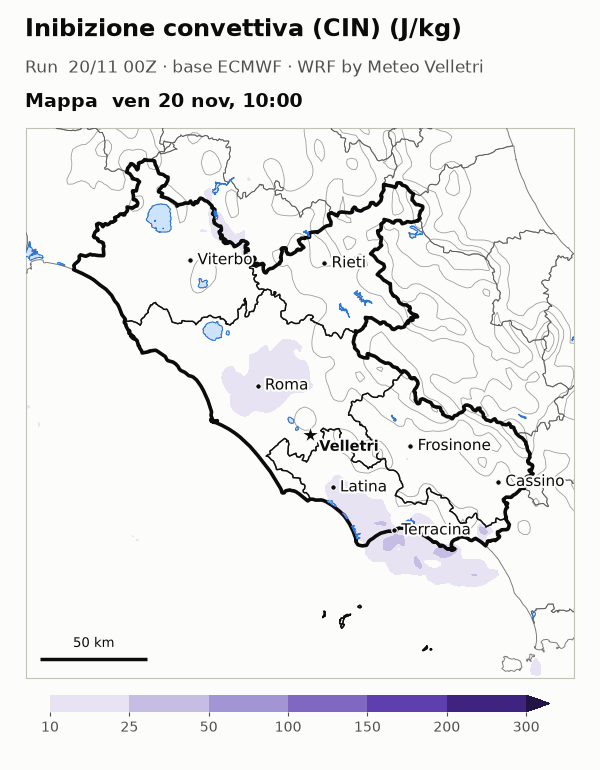 Inibizione convettiva (CIN) (J/kg)
Run  20/11 00Z · base ECMWF · WRF by Meteo Velletri
Mappa  ven 20 nov, 10:00
Viterbo
Rieti
Roma
Velletri
Frosinone
Cassino
Latina
Terracina
50 km
10 25 50 100 150 200 300